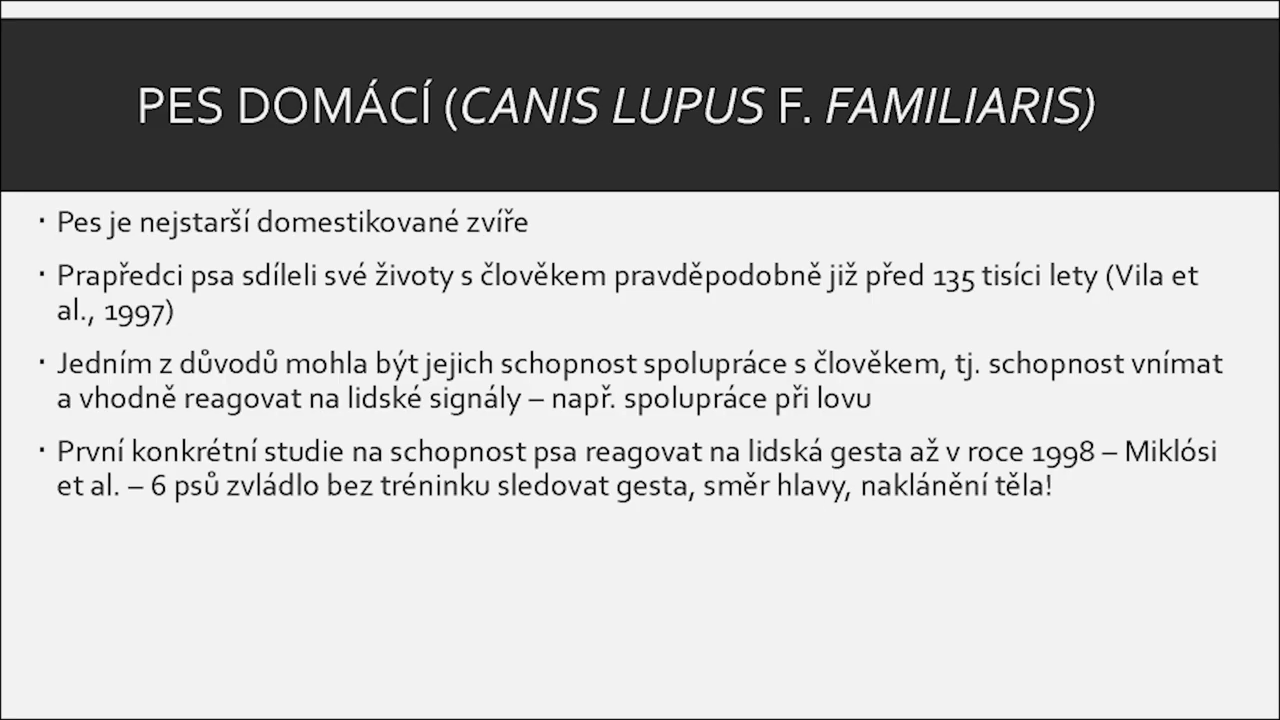 PES DOMÁCÍ (CANIS LUPUS F. FAMILIARIS)
· Pes je nejstarší domestikované zvíře
· Prapředci psa sdíleli své životy s člověkem pravděpodobně již před 135 tisíci lety (Vila et
al., 1997)
· Jedním z důvodů mohla být jejich schopnost spolupráce s člověkem, tj. schopnost vnímat
a vhodně reagovat na lidské signály – např. spolupráce při lovu
· První konkrétní studie na schopnost psa reagovat na lidská gesta až v roce 1998 – Miklósi
et al. – 6 psů zvládlo bez tréninku sledovat gesta, směr hlavy, naklánění těla!